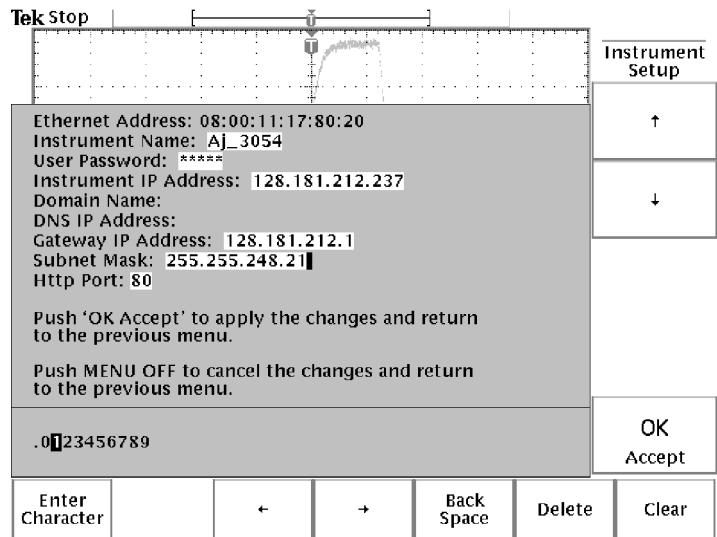 Tek Stop
T
T
Instrument
Setup
Ethernet Address: 08:00:11:17:80:20
Instrument Name: Aj_3054
User Password: *****
Instrument IP Address: 128.181.212.237
Domain Name:
DNS IP Address:
Gateway IP Address: 128.181.212.1
Subnet Mask: 255.255.248.21
Http Port: 80
Push ‘OK Accept’ to apply the changes and return
to the previous menu.
Push MENU OFF to cancel the changes and return
to the previous menu.
.0123456789
↑
↓
OK
Accept
Enter
Character
←
→
Back
Space
Delete
Clear